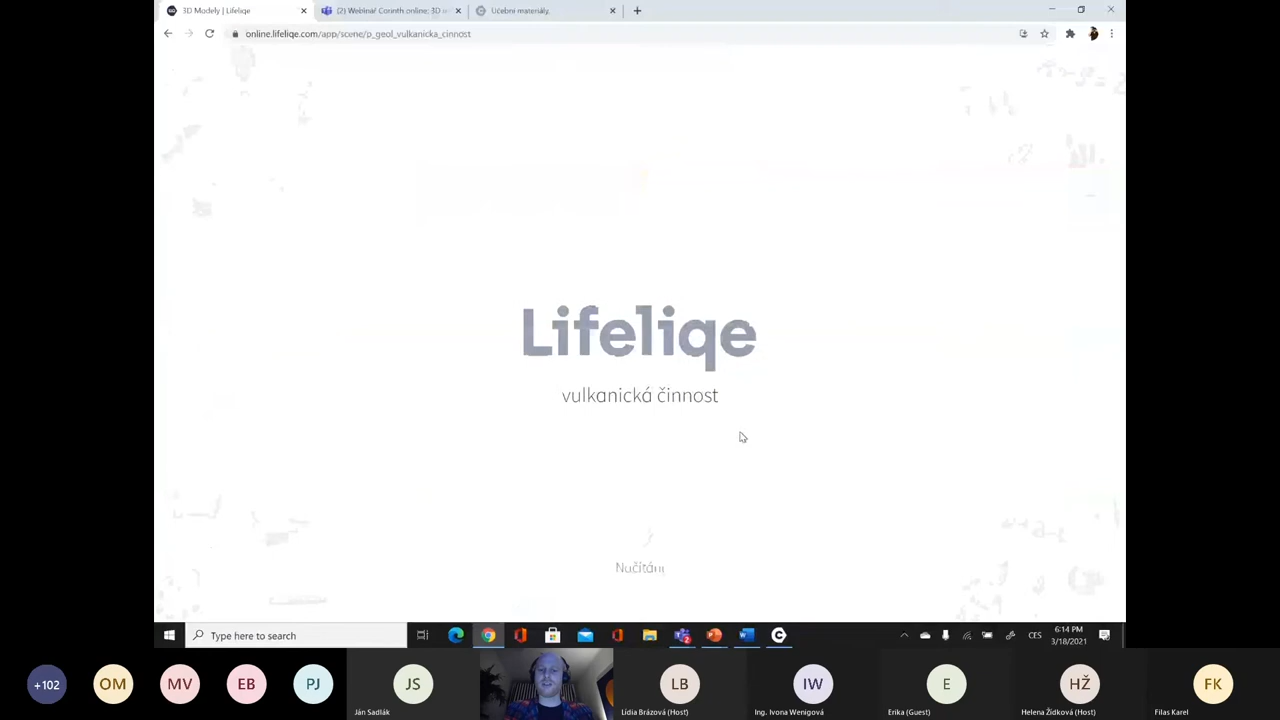 3D Modely | Lifeliqe
(2) Webinář Corinth online: 3D u
Učební materiály,
online.lifeliqe.com/app/scene/p_geol_vulkanicka_cinnost
Lifeliqe
vulkanická činnost
Type here to search
CES
6:14 PM
3/18/2021
+102
OM
MV
EB
PJ
JS
Ján Sadlák
LB
Lídia Brázová (Host)
IW
Ing. Ivona Wenigová
E
Erika (Guest)
HŽ
Helena Žídková (Host)
FK
Filas Karel